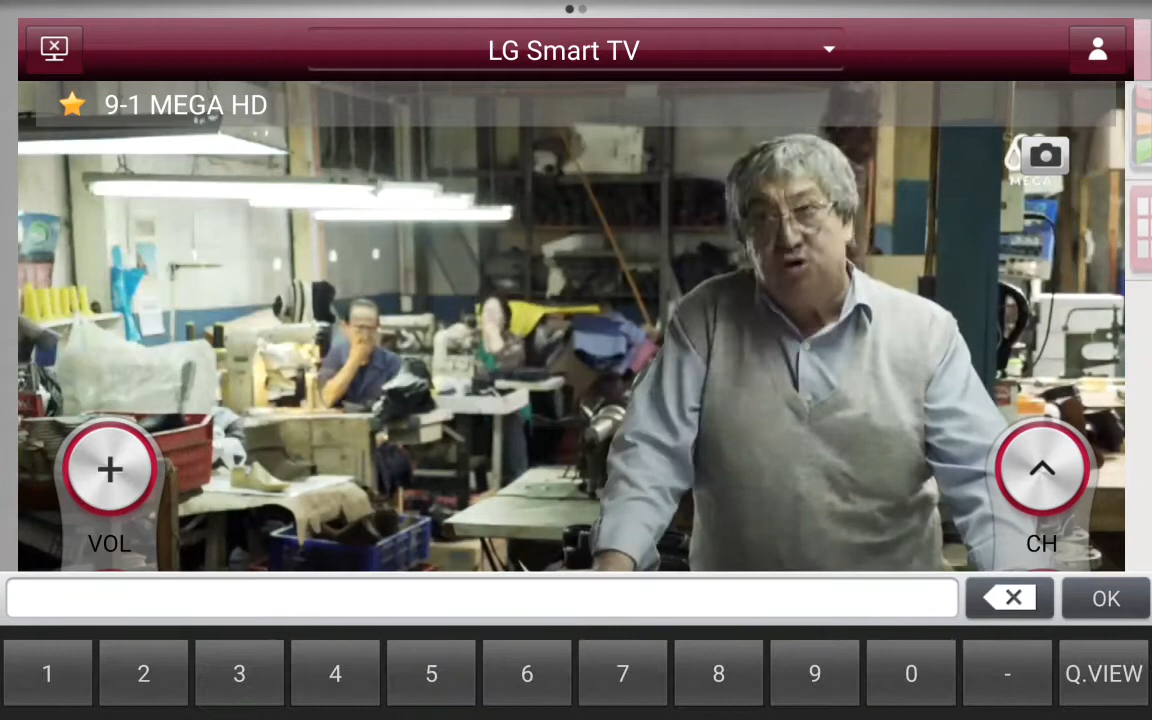 LG Smart TV
9-1 MEGA HD
MEGA
VOL
CH
OK
1 2 3 4 5 6 7 8 9 0 - Q.VIEW